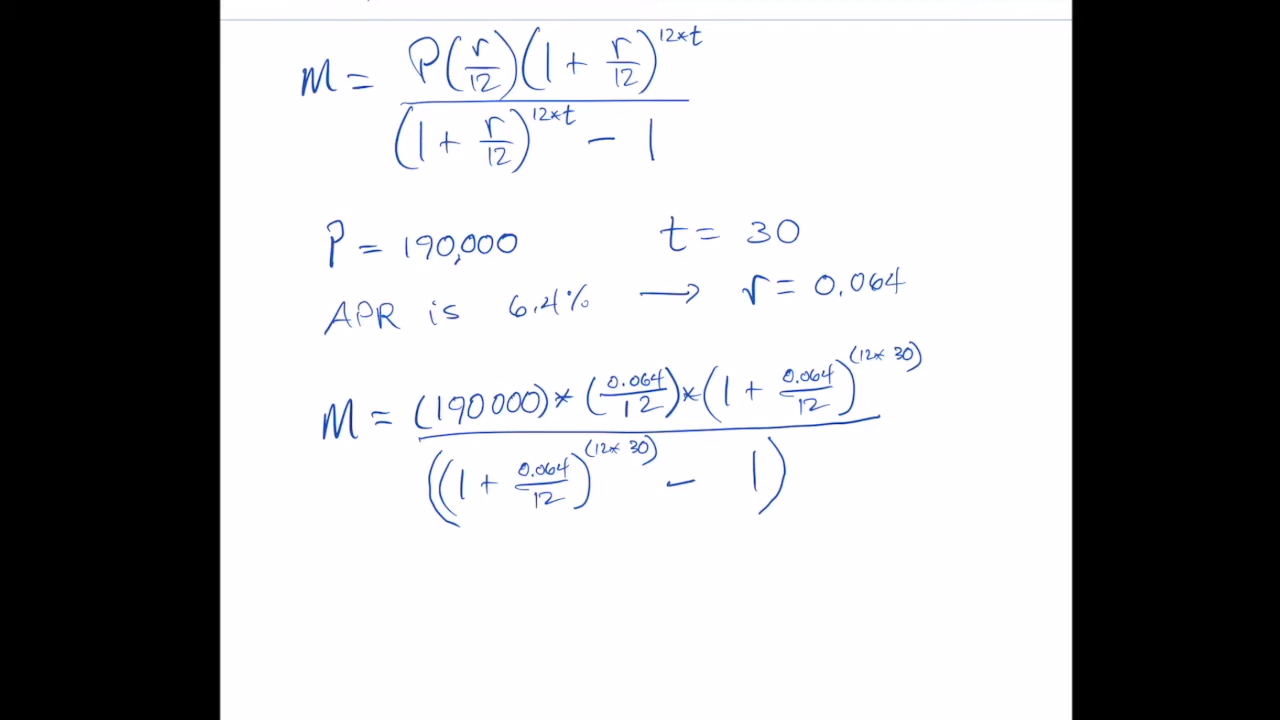 M = P(r/12)(1 + r/12)^12*t
(1 + r/12)^12*t - 1
P = 190,000 t = 30
APR is 6.4% → r = 0.064
M = (190000)*(0.064/12)*(1 + 0.064/12)^(12* 30)
((1 + 0.064/12)^(12* 30) - 1)